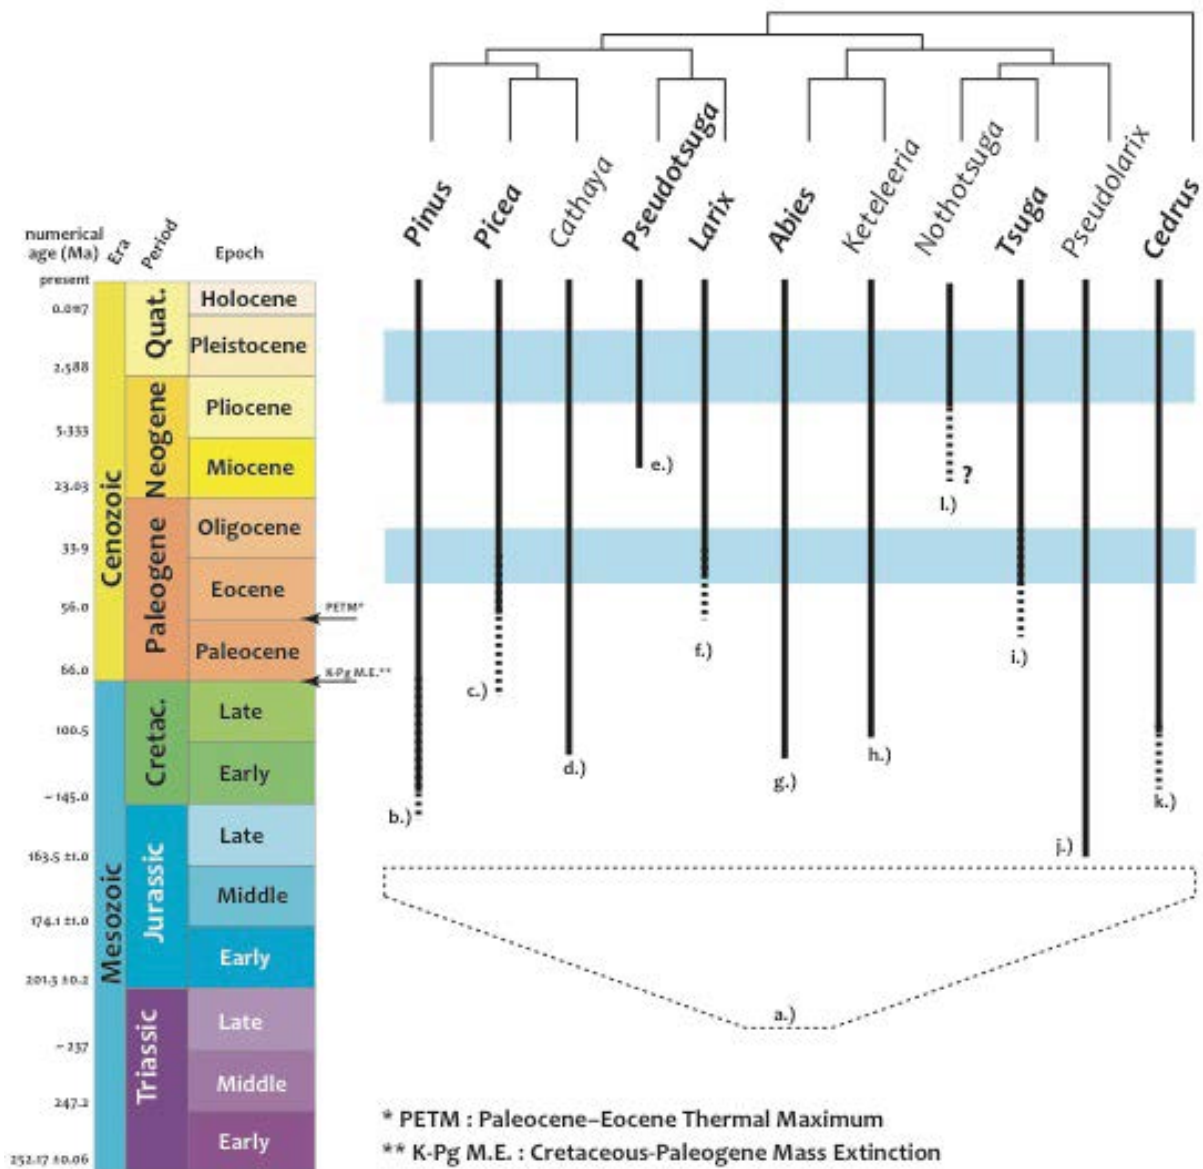 Pinus
Picea
Cathaya
Pseudotsuga
Larix
Abies
Keteleeria
Nothotsuga
Tsuga
Pseudolarix
Cedrus
numerical
age (Ma)
Era
Period
Epoch
present
0.0117
2.588
5.333
23.03
33.9
56.0
66.0
100.5
~ 145.0
163.5 ±1.0
174.1 ±1.0
201.3 ±0.2
~ 237
247.2
252.17 ±0.06
Cenozoic
Mesozoic
Quat.
Neogene
Paleogene
Cretac.
Jurassic
Triassic
Holocene
Pleistocene
Pliocene
Miocene
Oligocene
Eocene
Paleocene
Late
Early
Late
Middle
Early
Late
Middle
Early
PETM*
K-Pg M.E.**
e.)
?
l.)
f.)
i.)
c.)
d.)
g.)
h.)
b.)
k.)
j.)
a.)
* PETM : Paleocene–Eocene Thermal Maximum
** K-Pg M.E. : Cretaceous-Paleogene Mass Extinction